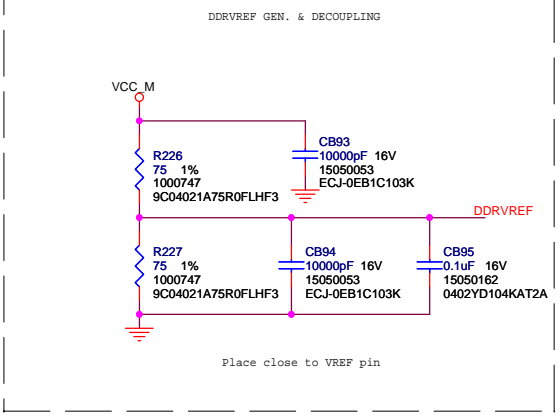 DDRVREF GEN. & DECOUPLING
VCC_M
CB93
10000pF 16V
15050053
ECJ-0EB1C103K
R226
75 1%
1000747
9C04021A75R0FLHF3
DDRVREF
R227
75 1%
1000747
9C04021A75R0FLHF3
CB94
10000pF 16V
15050053
ECJ-0EB1C103K
CB95
0.1uF 16V
15050162
0402YD104KAT2A
Place close to VREF pin